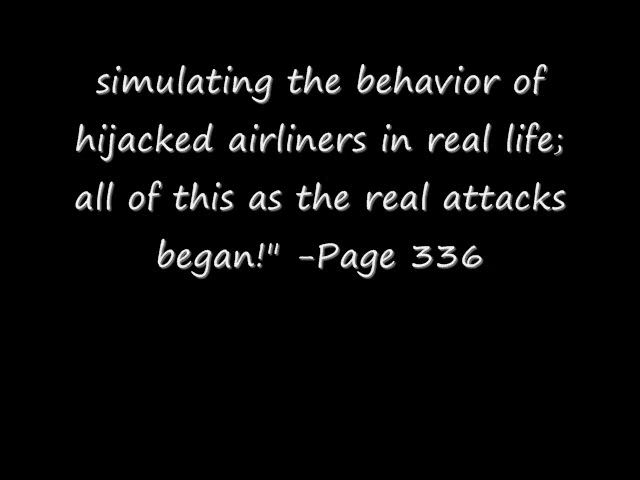 simulating the behavior of
hijacked airliners in real life;
all of this as the real attacks
began!" -Page 336